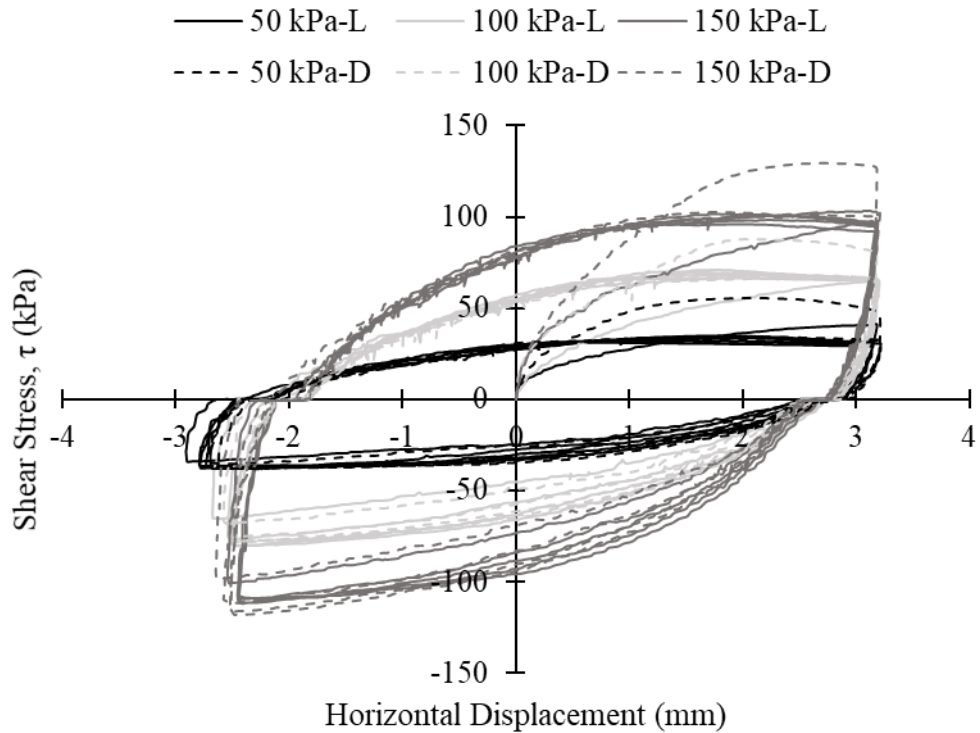 50 kPa-L 100 kPa-L 150 kPa-L
50 kPa-D 100 kPa-D 150 kPa-D
150
100
50
0
-4 -3 -2 -1 0 1 2 3 4
-50
-100
-150
Shear Stress, τ (kPa)
Horizontal Displacement (mm)